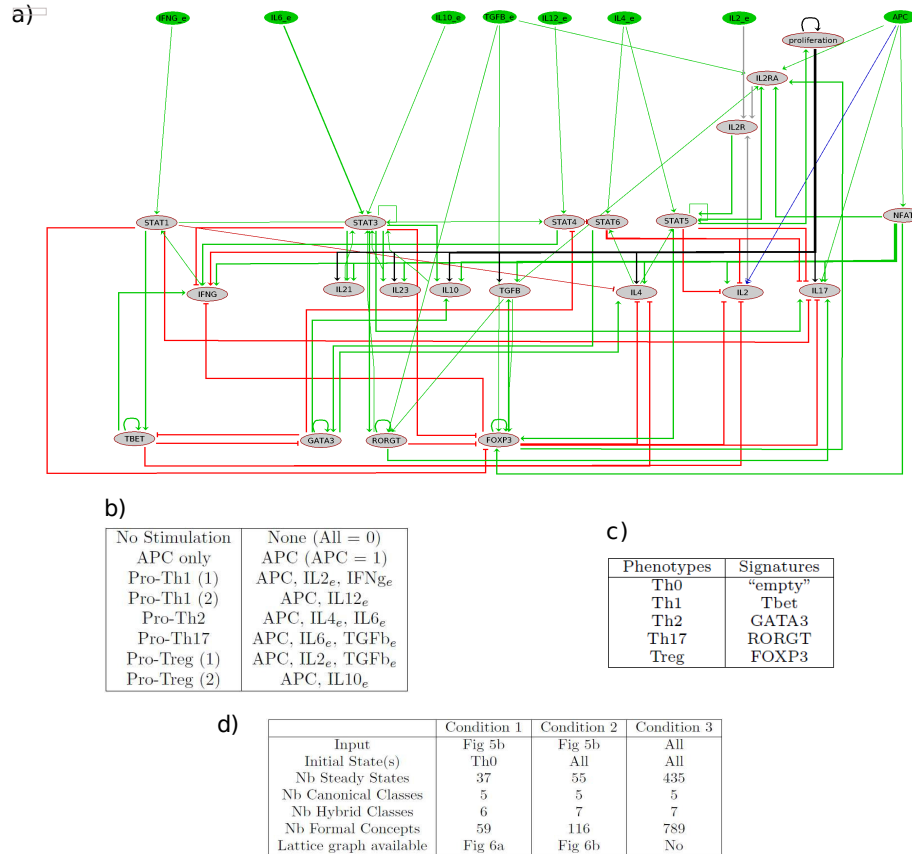 a)
IFNG_e IL6_e IL10_e TGFB_e IL12_e IL4_e IL2_e APC
proliferation
IL2RA
IL2R
STAT1 STAT3 STAT4 STAT6 STAT5 NFAT
IFNG IL21 IL23 IL10 TGFB IL4 IL2 IL17
TBET GATA3 RORGT FOXP3
b)
No Stimulation None (All = 0)
APC only APC (APC = 1)
Pro-Th1 (1) APC, IL2e, IFNge
Pro-Th1 (2) APC, IL12e
Pro-Th2 APC, IL4e, IL6e
Pro-Th17 APC, IL6e, TGFbe
Pro-Treg (1) APC, IL2e, TGFbe
Pro-Treg (2) APC, IL10e
c)
Phenotypes Signatures
Th0 “empty”
Th1 Tbet
Th2 GATA3
Th17 RORGT
Treg FOXP3
d)
Condition 1 Condition 2 Condition 3
Input Fig 5b Fig 5b All
Initial State(s) Th0 All All
Nb Steady States 37 55 435
Nb Canonical Classes 5 5 5
Nb Hybrid Classes 6 7 7
Nb Formal Concepts 59 116 789
Lattice graph available Fig 6a Fig 6b No